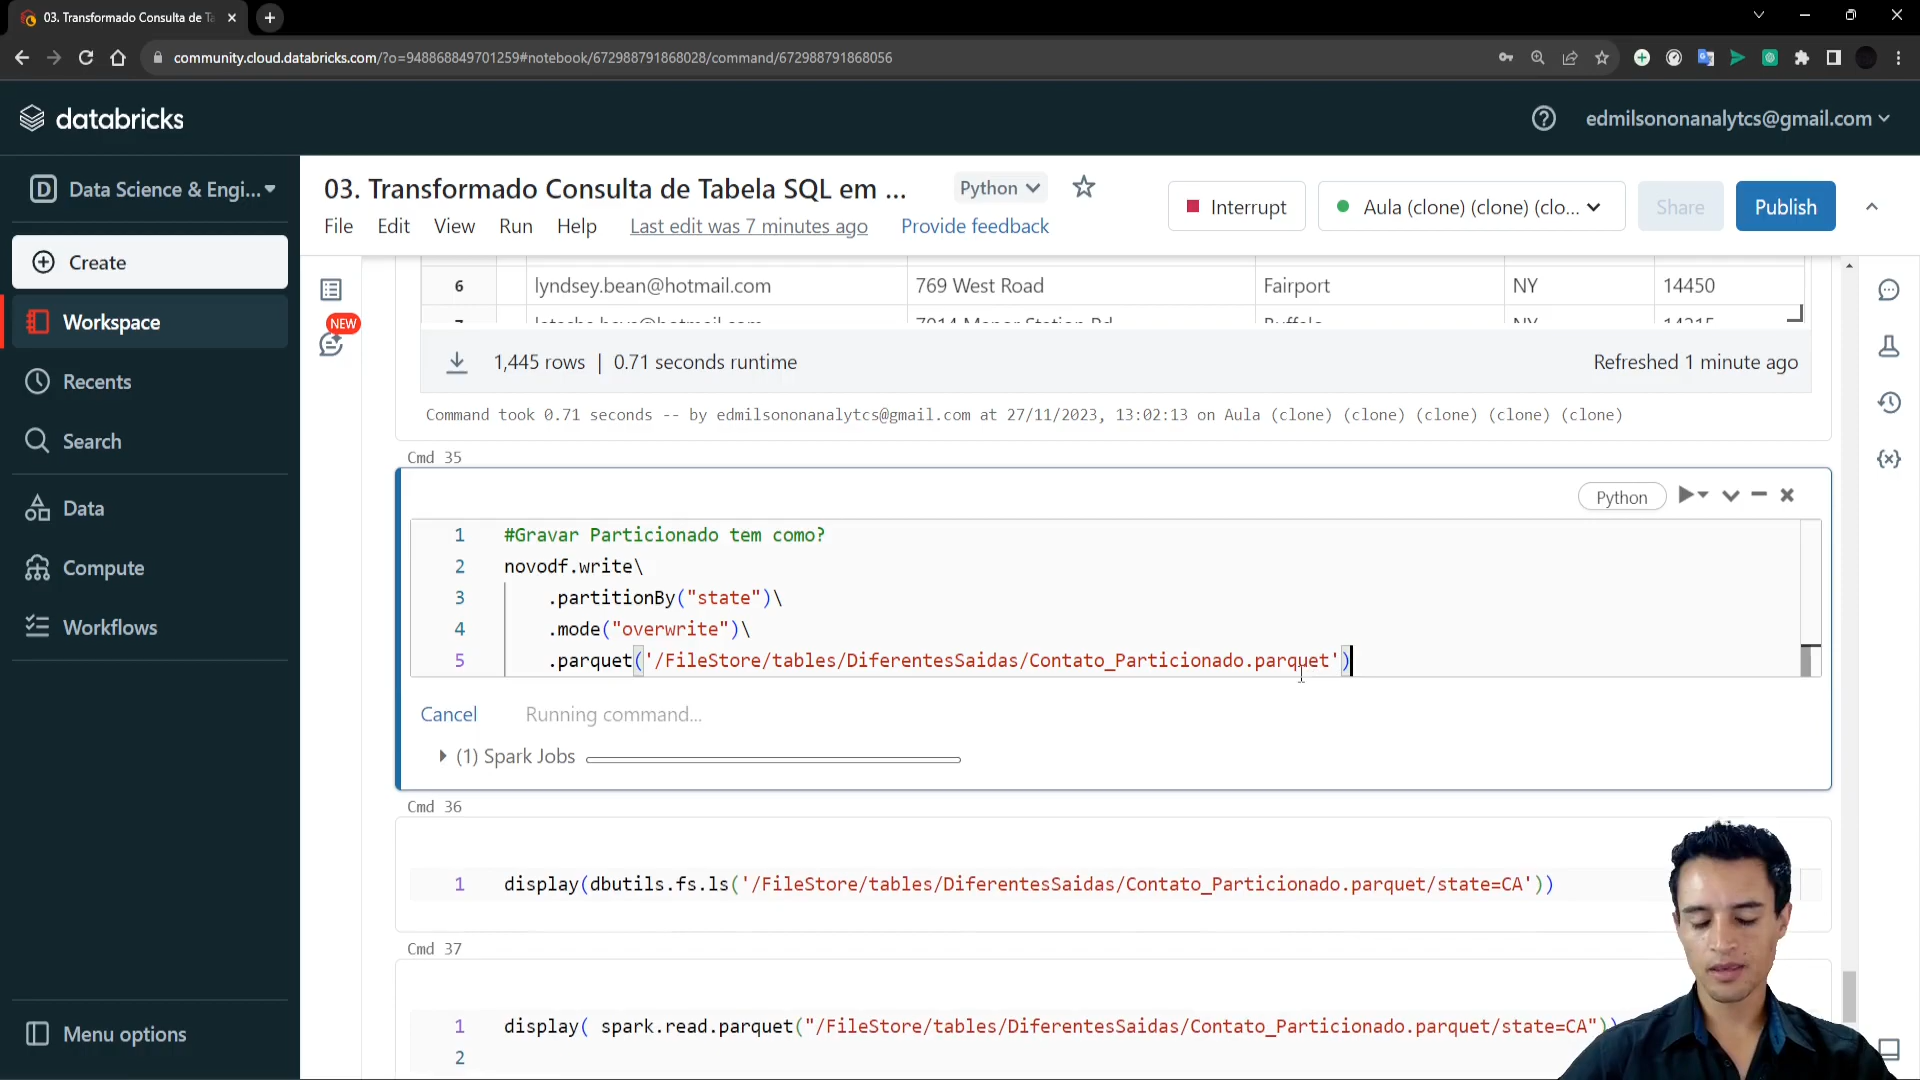 03. Transformado Consulta de Ta
community.cloud.databricks.com/?o=948868849701259#notebook/672988791868028/command/672988791868056
databricks
edmilsononanalytcs@gmail.com
D Data Science & Engi...
03. Transformado Consulta de Tabela SQL em ...
Python
Interrupt
Aula (clone) (clone) (clo...
Share
Publish
File Edit View Run Help Last edit was 7 minutes ago Provide feedback
Create
Workspace
Recents
Search
Data
Compute
Workflows
Menu options
NEW
6 lyndsey.bean@hotmail.com 769 West Road Fairport NY 14450
1,445 rows | 0.71 seconds runtime
Refreshed 1 minute ago
Command took 0.71 seconds -- by edmilsononanalytcs@gmail.com at 27/11/2023, 13:02:13 on Aula (clone) (clone) (clone) (clone) (clone)
Cmd 35
Python
1 #Gravar Particionado tem como?
2 novodf.write\
3 .partitionBy("state")\
4 .mode("overwrite")\
5 .parquet('/FileStore/tables/DiferentesSaidas/Contato_Particionado.parquet')
Cancel Running command...
(1) Spark Jobs
Cmd 36
1 display(dbutils.fs.ls('/FileStore/tables/DiferentesSaidas/Contato_Particionado.parquet/state=CA'))
Cmd 37
1 display( spark.read.parquet("/FileStore/tables/DiferentesSaidas/Contato_Particionado.parquet/state=CA"))
2